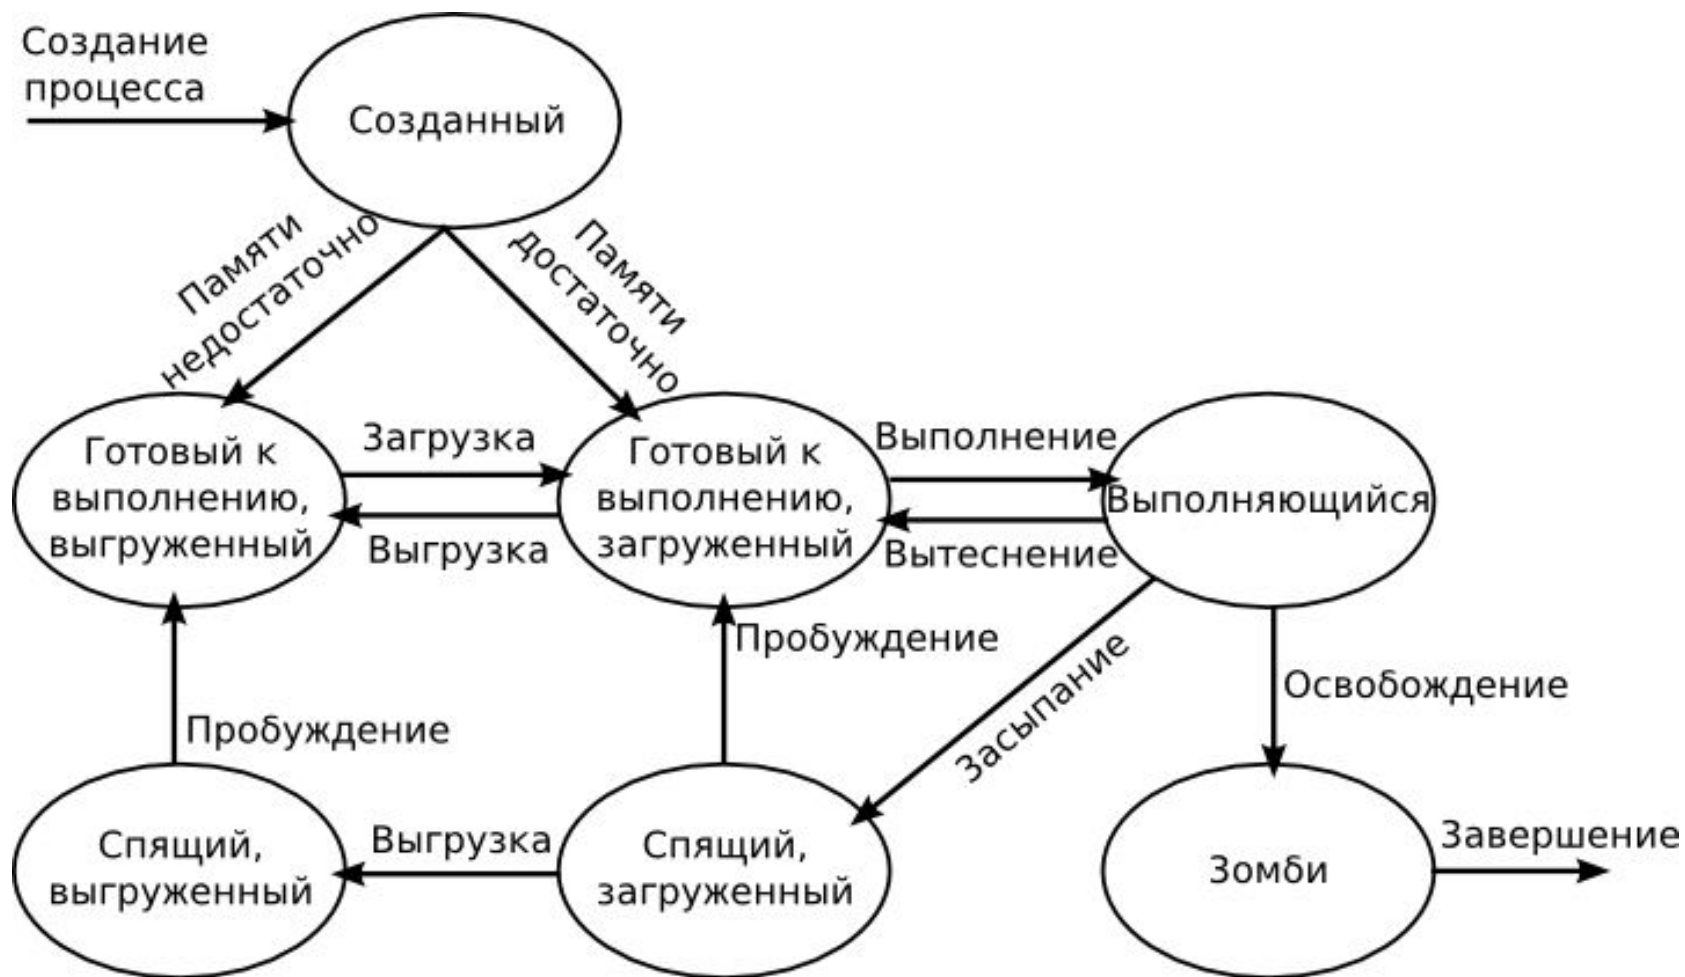 Создание
процесса
Созданный
Памяти
недостаточно
Памяти
достаточно
Готовый к
выполнению,
выгруженный
Загрузка
Выгрузка
Готовый к
выполнению,
загруженный
Выполнение
Вытеснение
Выполняющийся
Пробуждение
Пробуждение
Засыпание
Освобождение
Спящий,
выгруженный
Выгрузка
Спящий,
загруженный
Зомби
Завершение